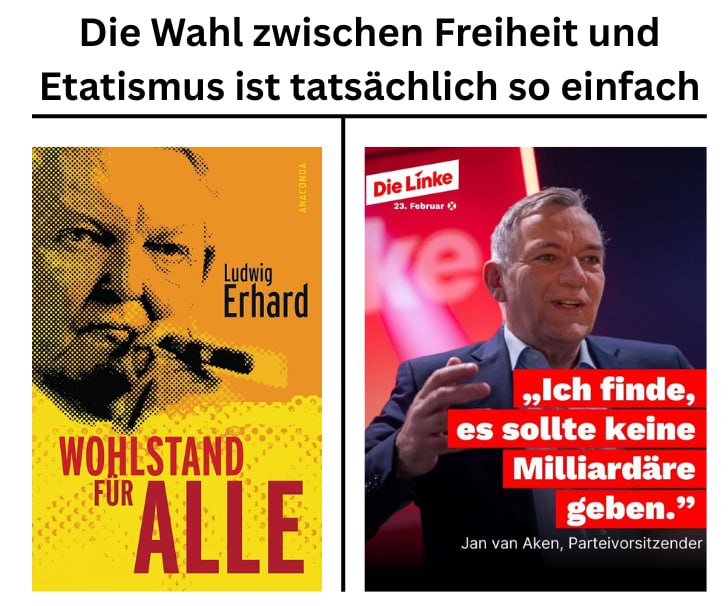 Die Wahl zwischen Freiheit und
Etatismus ist tatsächlich so einfach
ANACONDA
Ludwig
Erhard
WOHLSTAND
FÜR
ALLE
Die Linke
23. Februar
ke
„Ich finde,
es sollte keine
Milliardäre
geben.”
Jan van Aken, Parteivorsitzender